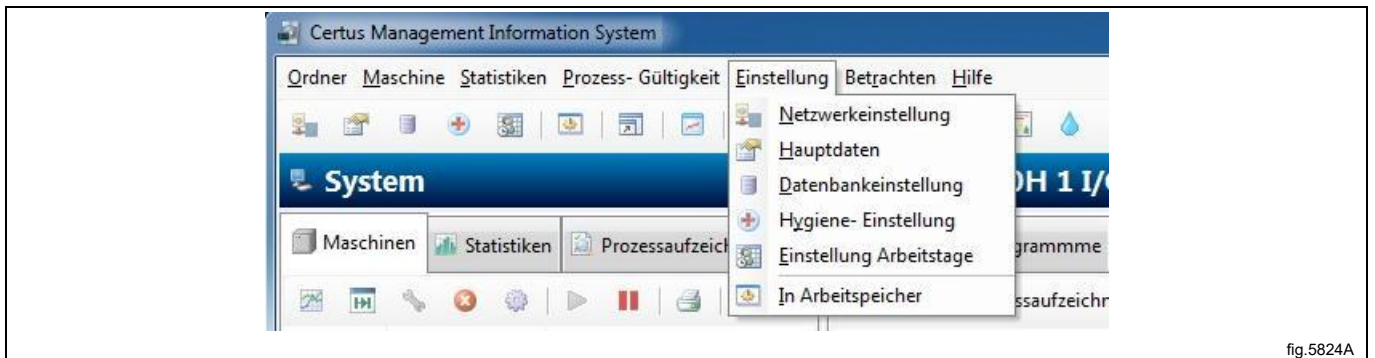 Certus Management Information System
Ordner Maschine Statistiken Prozess- Gültigkeit Einstellung Betrachten Hilfe
Netzwerkeinstellung
Hauptdaten
Datenbankeinstellung
Hygiene- Einstellung
Einstellung Arbeitstage
In Arbeitspeicher
System
Maschinen Statistiken
fig.5824A